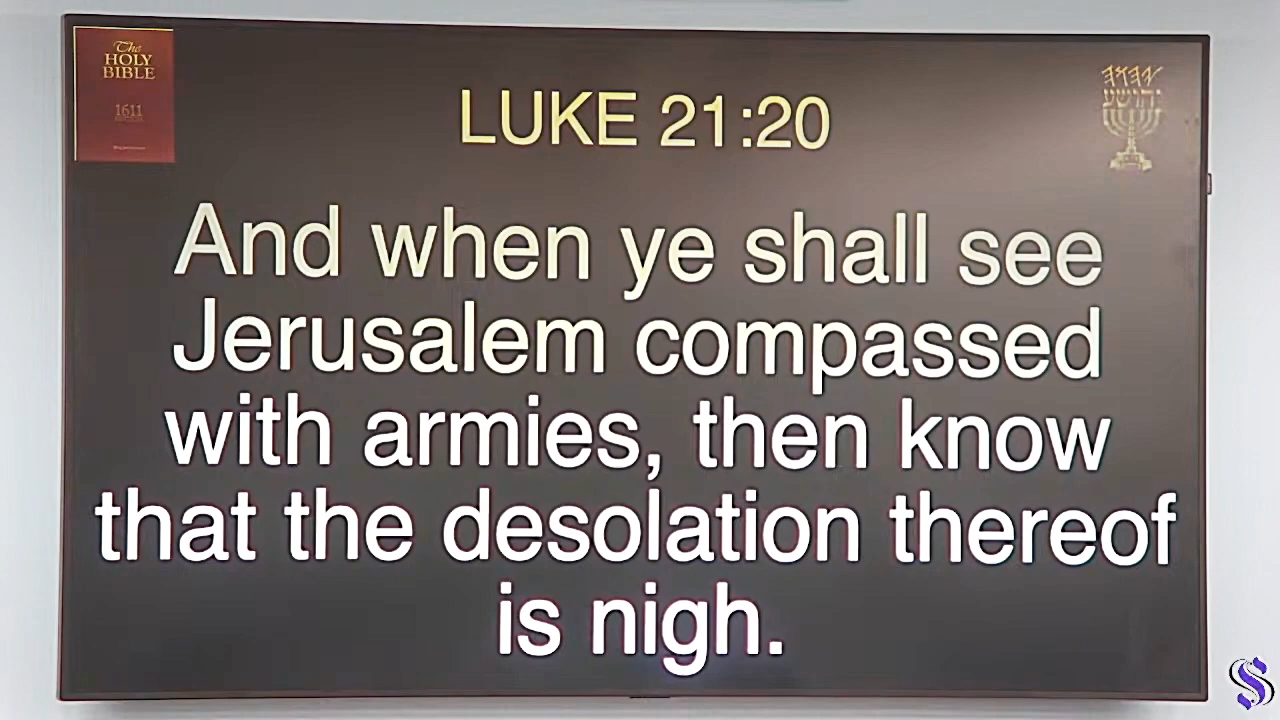 The
HOLY
BIBLE
1611
LUKE 21:20
יהושע
And when ye shall see
Jerusalem compassed
with armies, then know
that the desolation thereof
is nigh.
S